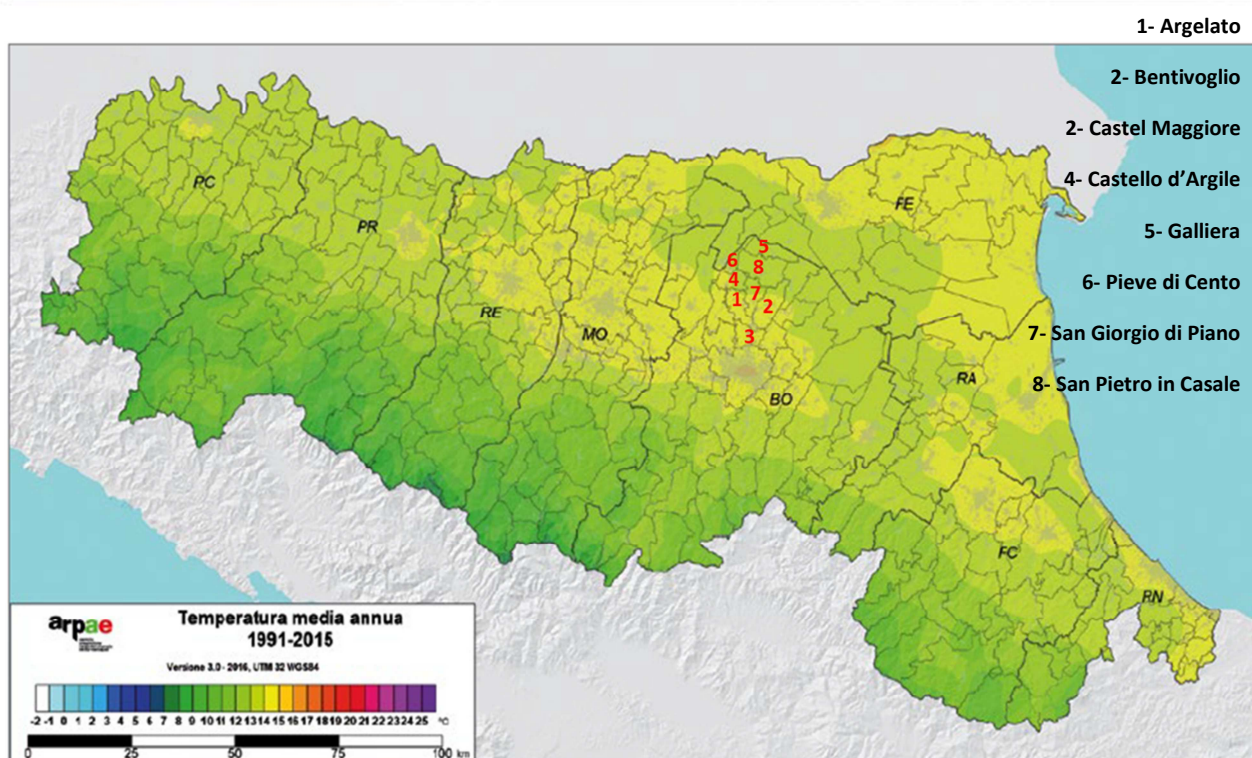 1- Argelato
2- Bentivoglio
2- Castel Maggiore
4- Castello d'Argile
5- Galliera
6- Pieve di Cento
7- San Giorgio di Piano
8- San Pietro in Casale
PC
PR
RE
MO
FE
BO
RA
FC
RN
5
6
8
4
7
1
2
3
arpae
Temperatura media annua
1991-2015
Versione 3.0 - 2016, UTM 32 WGS84
-2 -1 0 1 2 3 4 5 6 7 8 9 10 11 12 13 14 15 16 17 18 19 20 21 22 23 24 25 °C
0 25 50 75 100 km